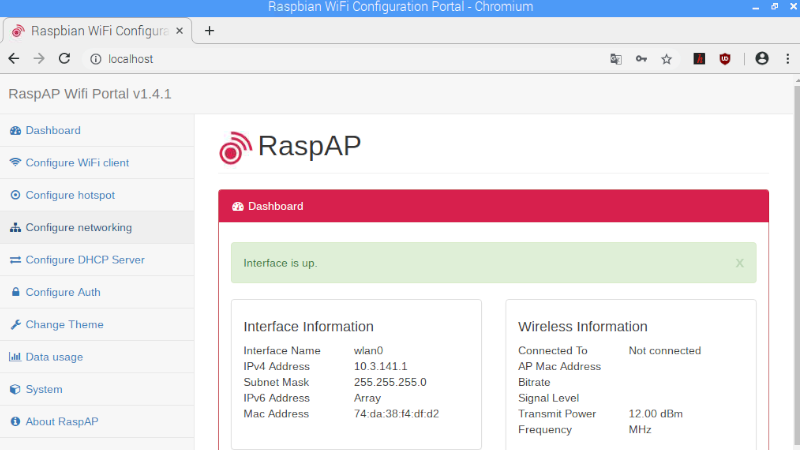 Raspbian WiFi Configuration Portal - Chromium
Raspbian WiFi Configura
localhost
RaspAP Wifi Portal v1.4.1
Dashboard
Configure WiFi client
Configure hotspot
Configure networking
Configure DHCP Server
Configure Auth
Change Theme
Data usage
System
About RaspAP
RaspAP
Dashboard
Interface is up.
X
Interface Information
Interface Name wlan0
IPv4 Address 10.3.141.1
Subnet Mask 255.255.255.0
IPv6 Address Array
Mac Address 74:da:38:f4:df:d2
Wireless Information
Connected To Not connected
AP Mac Address
Bitrate
Signal Level
Transmit Power 12.00 dBm
Frequency MHz